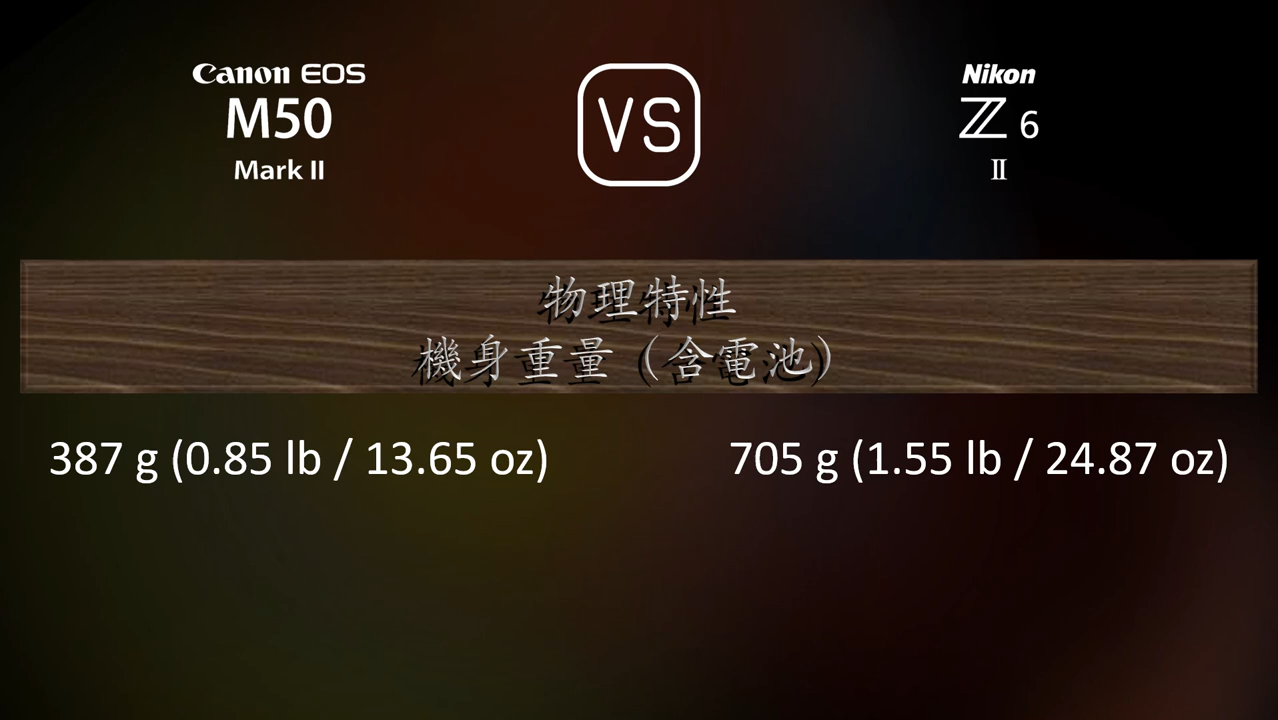 Canon EOS
M50
Mark II
VS
Nikon
Z 6
II
物理特性
機身重量（含電池）
387 g (0.85 lb / 13.65 oz)
705 g (1.55 lb / 24.87 oz)